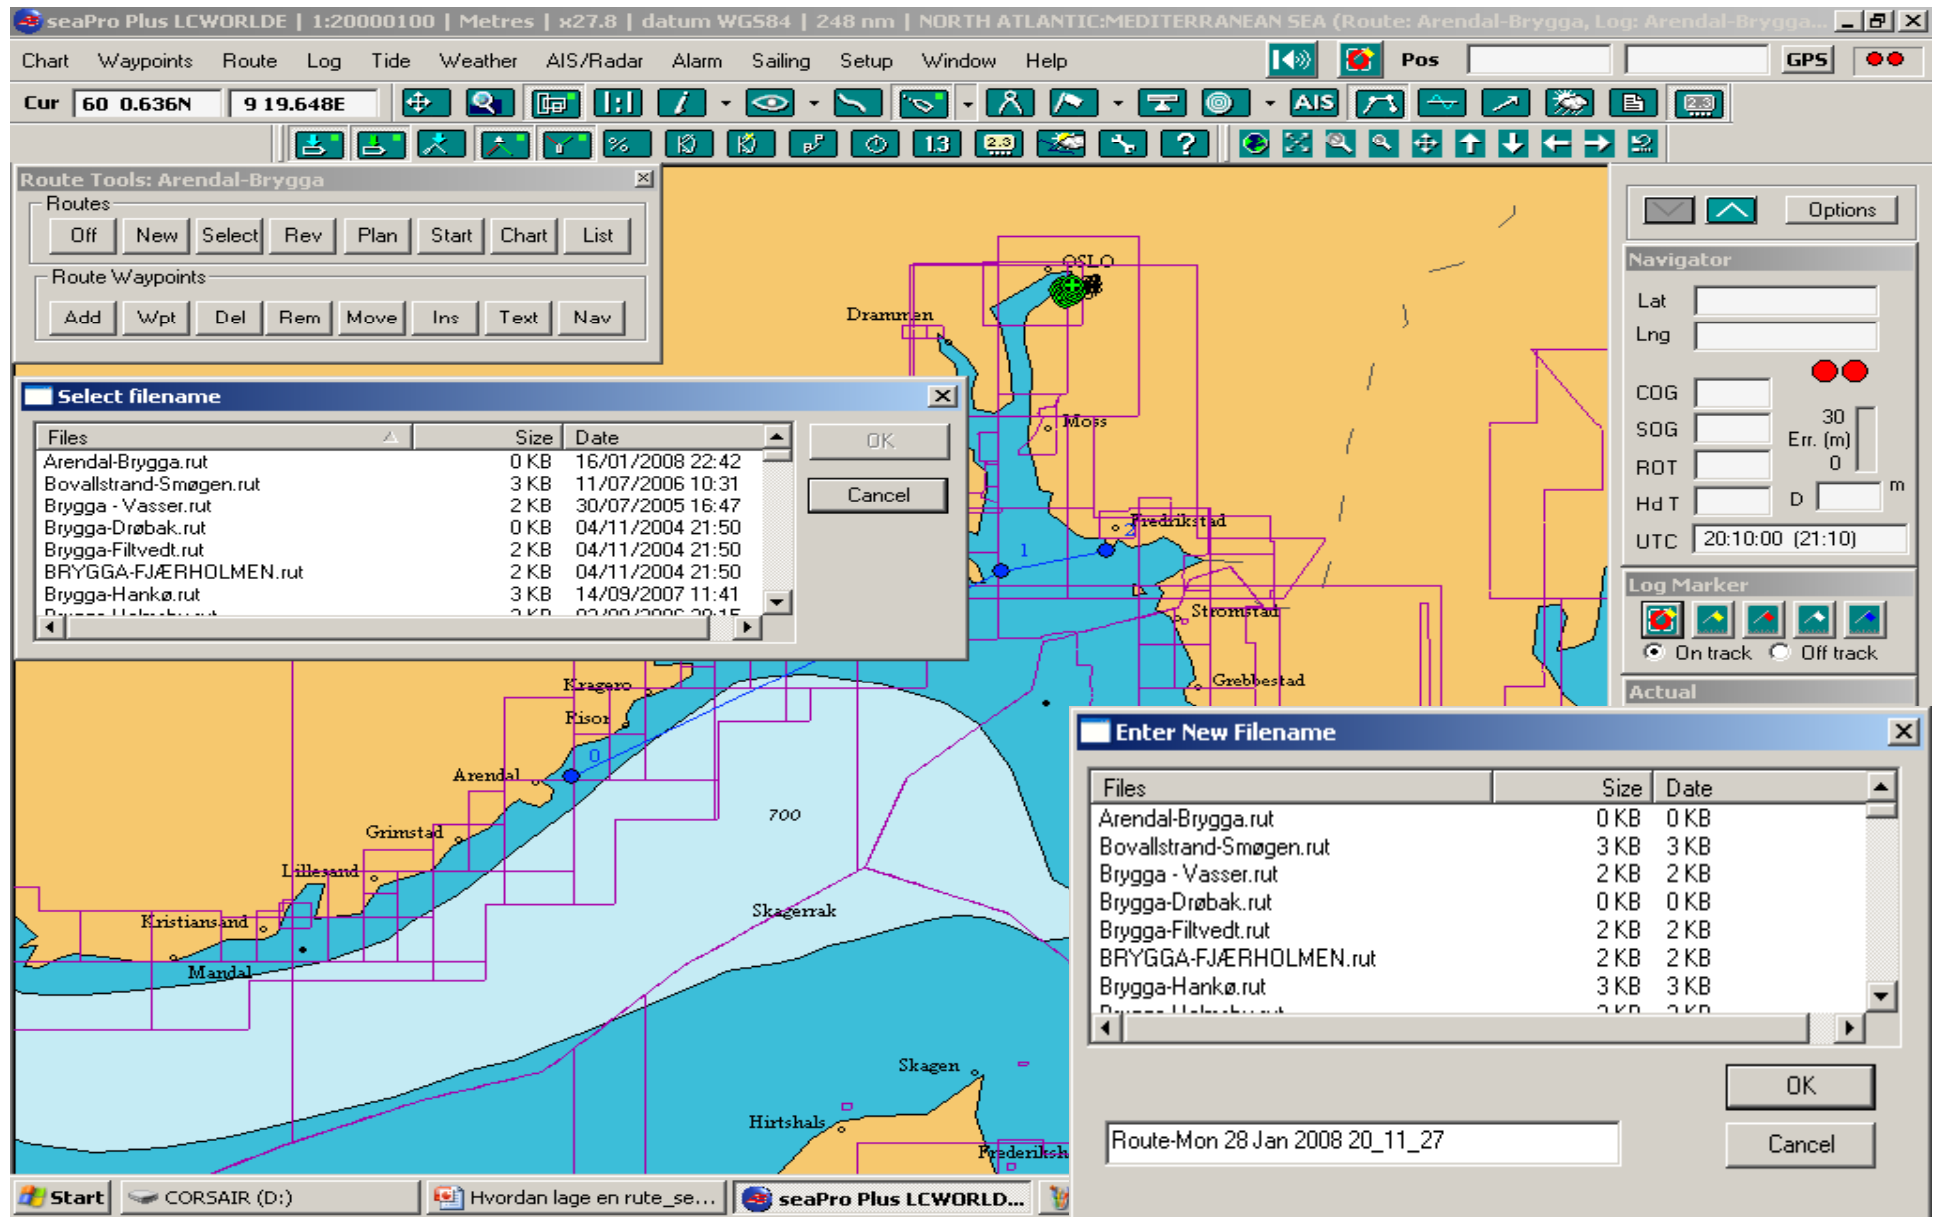 seaPro Plus LCWORLDE | 1:20000100 | Metres | x27.8 | datum WGS84 | 248 nm | NORTH ATLANTIC:MEDITERRANEAN SEA (Route: Arendal-Brygga, Log: Arendal-Brygga...
Chart Waypoints Route Log Tide Weather AIS/Radar Alarm Sailing Setup Window Help Pos GPS
Cur 60 0.636N 9 19.648E 1:1 i AIS 2.3
% 1.3 2.3 ?
Route Tools: Arendal-Brygga
Routes
Off New Select Rev Plan Start Chart List
Route Waypoints
Add Wpt Del Rem Move Ins Text Nav
Select filename
Files Size Date
Arendal-Brygga.rut 0 KB 16/01/2008 22:42
Bovallstrand-Smøgen.rut 3 KB 11/07/2006 10:31
Brygga - Vasser.rut 2 KB 30/07/2005 16:47
Brygga-Drøbak.rut 0 KB 04/11/2004 21:50
Brygga-Filtvedt.rut 2 KB 04/11/2004 21:50
BRYGGA-FJÆRHOLMEN.rut 2 KB 04/11/2004 21:50
Brygga-Hankø.rut 3 KB 14/09/2007 11:41
OK
Cancel
OSLO
Drammen
Moss
Fredrikstad
2
1
Stromstad
Grebbestad
Kragero
Risor
0
Arendal
700
Grimstad
Lillesand
Kristiansand
Skagerrak
Mandal
Skagen
Hirtshals
Frederiksh
Options
Navigator
Lat
Lng
COG
SOG
ROT
Hd T
30
Err. (m)
0
D m
UTC 20:10:00 (21:10)
Log Marker
On track Off track
Actual
Enter New Filename
Files Size Date
Arendal-Brygga.rut 0 KB 0 KB
Bovallstrand-Smøgen.rut 3 KB 3 KB
Brygga - Vasser.rut 2 KB 2 KB
Brygga-Drøbak.rut 0 KB 0 KB
Brygga-Filtvedt.rut 2 KB 2 KB
BRYGGA-FJÆRHOLMEN.rut 2 KB 2 KB
Brygga-Hankø.rut 3 KB 3 KB
OK
Route-Mon 28 Jan 2008 20_11_27
Cancel
Start CORSAIR (D:) Hvordan lage en rute_se... seaPro Plus LCWORLD...